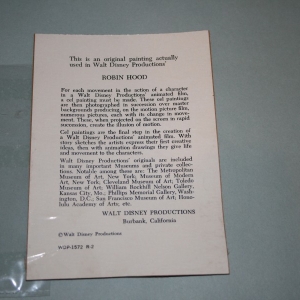 This is an original painting actually
used in Walt Disney Productions'
ROBIN HOOD
For each movement in the action of a character
in a Walt Disney Productions' animated film,
a cel painting must be made. These cel paintings
are then photographed in succession over master
backgrounds producing, on the motion picture film,
numerous pictures, each with its change to move-
ment. These, when projected on the screen in rapid
succession, create the illusion of motion.
Cel paintings are the final step in the creation of
a Walt Disney Productions' animated film. With
story sketches the artists express their first creative
ideas, then with animation drawings they give life
and movement to the characters.
Walt Disney Productions' originals are included
in many important Museums and private collec-
tions. Notable among these are: The Metropolitan
Museum of Art, New York; Museum of Modern
Art, New York; Cleveland Museum of Art; Toledo
Museum of Art; William Rockhill Nelson Gallery,
Kansas City, Mo.; Phillips Memorial Gallery, Wash-
ington, D.C.; San Francisco Museum of Art; Hono-
lulu Academy of Arts, etc.
WALT DISNEY PRODUCTIONS
Burbank, California
©Walt Disney Productions
WDP-1572 R-2